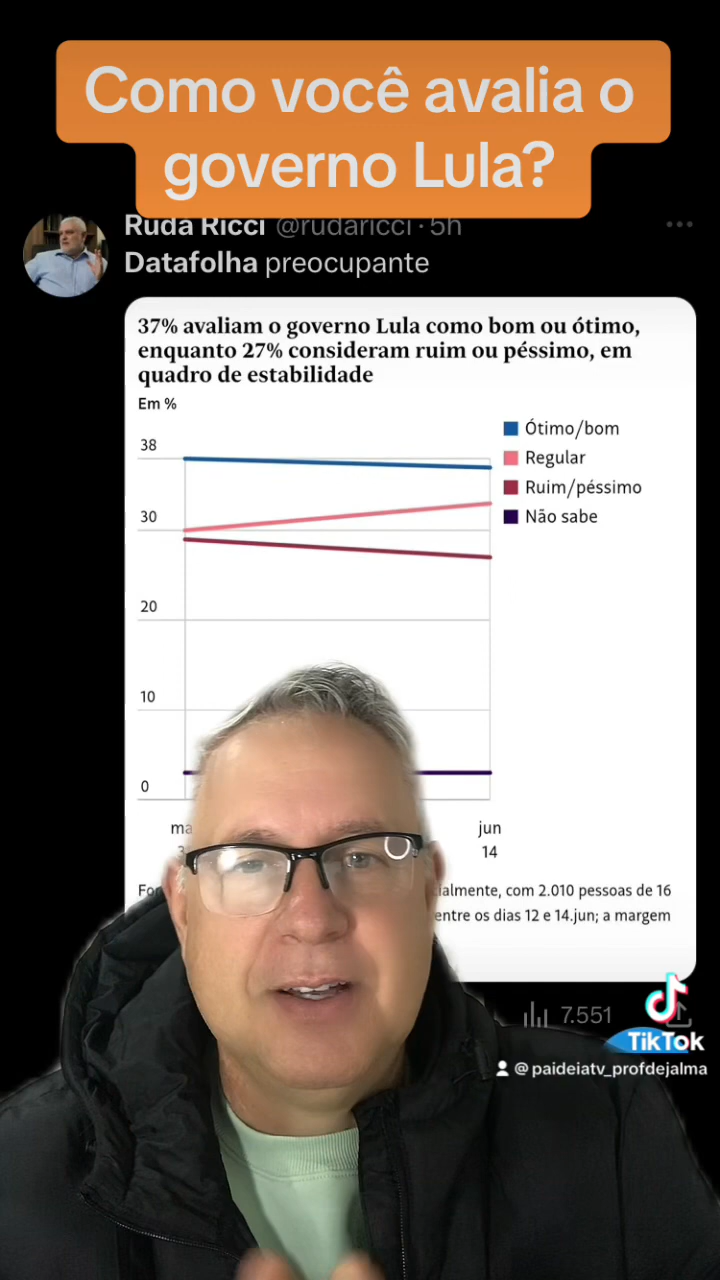 Como você avalia o
governo Lula?
Rudá Ricci @rudaricci · 5h
Datafolha preocupante
37% avaliam o governo Lula como bom ou ótimo,
enquanto 27% consideram ruim ou péssimo, em
quadro de estabilidade
Em %
38
Ótimo/bom
Regular
Ruim/péssimo
30
Não sabe
20
10
0
jun
14
ialmente, com 2.010 pessoas de 16
entre os dias 12 e 14.jun; a margem
7.551
TikTok
@paideiatv_profdejalma